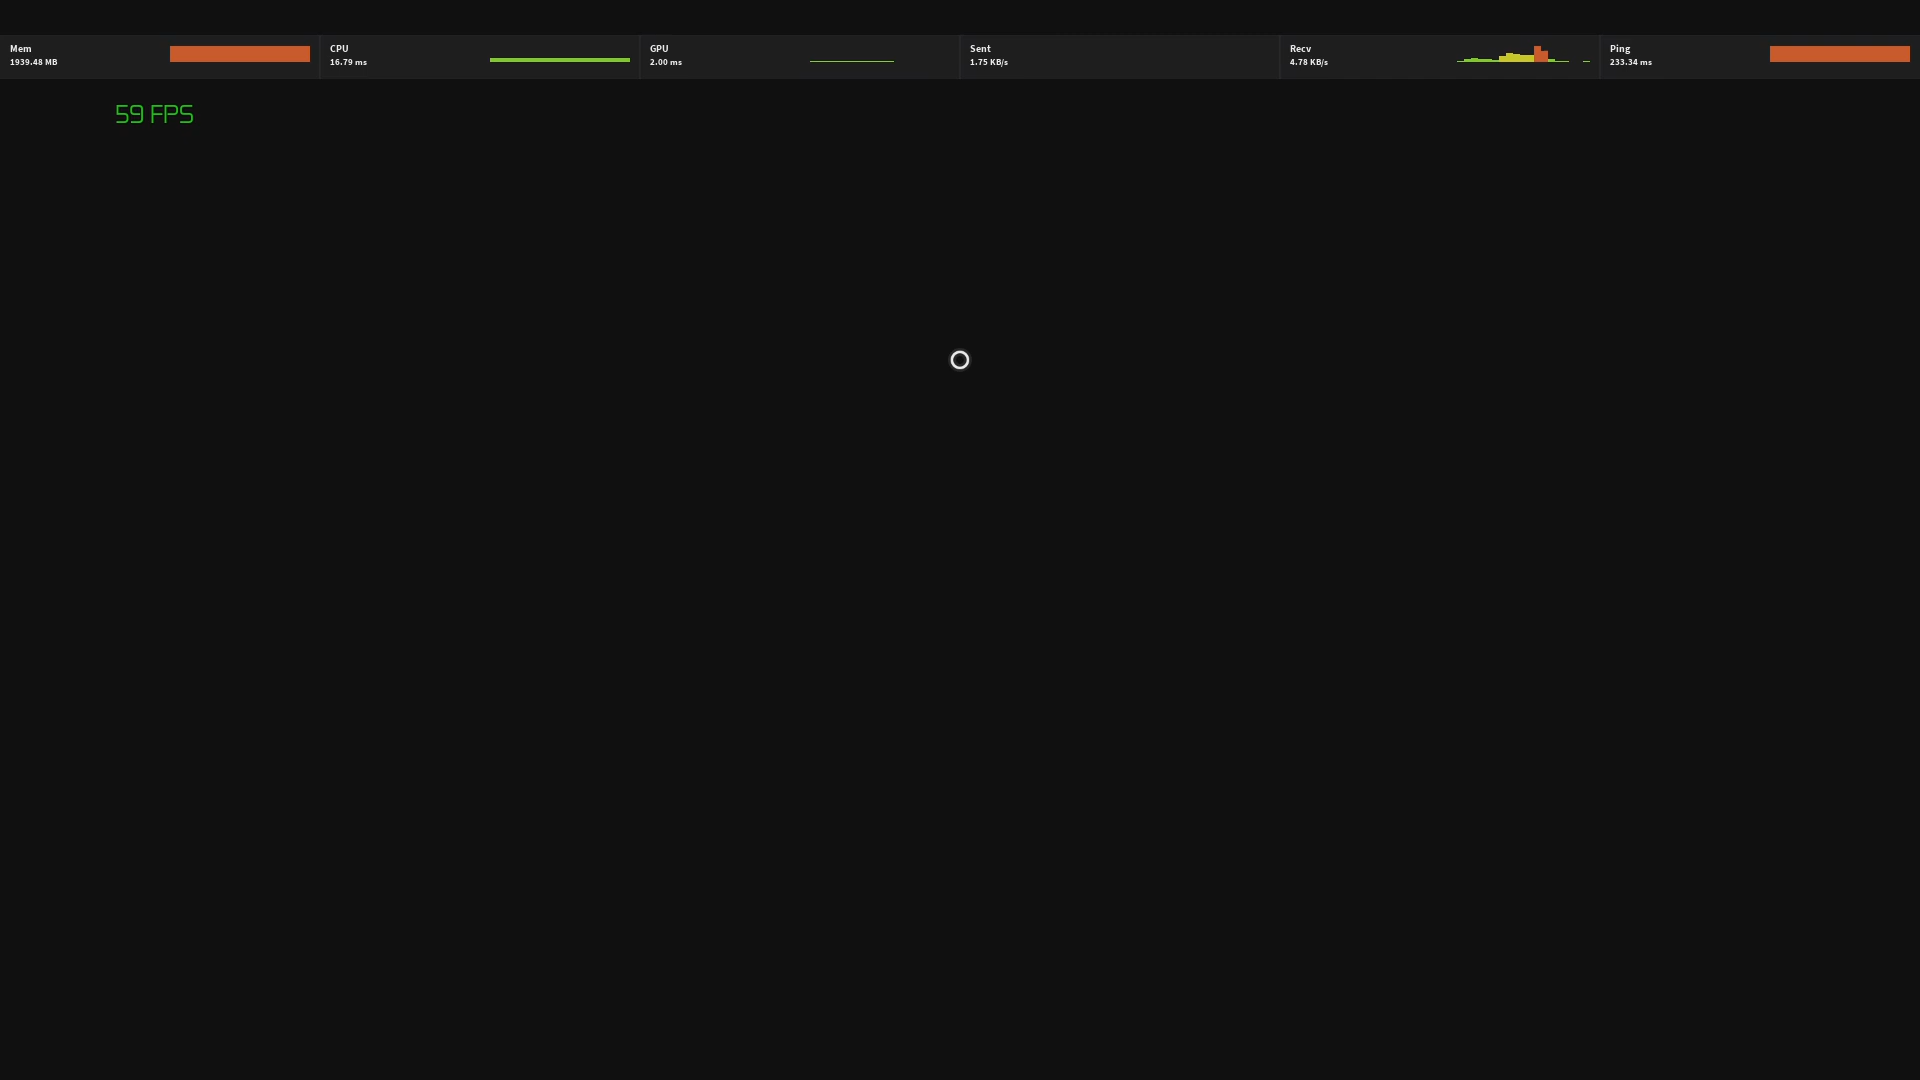 Mem
1939.48 MB
CPU
16.79 ms
GPU
2.00 ms
Sent
1.75 KB/s
Recv
4.78 KB/s
Ping
233.34 ms
59 FPS